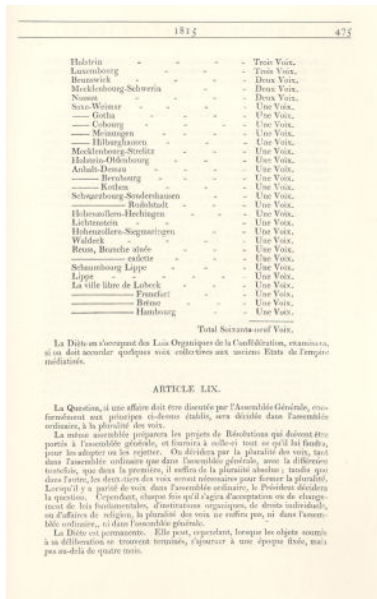 1815 475
Holstein - - - - Trois Voix.
Luxembourg - - - - Trois Voix.
Brunswick - - - - Deux Voix.
Mecklenbourg-Schwerin - - Deux Voix.
Nassau - - - - Deux Voix.
Saxe-Weimar - - - - Une Voix.
—— Gotha - - - - Une Voix.
—— Cobourg - - - - Une Voix.
—— Meinungen - - - Une Voix.
—— Hilburghausen - - - Une Voix.
Mecklenbourg-Strelitz - - - Une Voix.
Holstein-Oldenbourg - - - Une Voix.
Anhalt-Dessau - - - - Une Voix.
——— Bernbourg - - - Une Voix.
——— Kothen - - - Une Voix.
Schwarzbourg-Sondershausen - - Une Voix.
——— Rudolstadt - - Une Voix.
Hohenzollern-Hechingen - - Une Voix.
Lichtenstein - - - - Une Voix.
Hohenzollern-Siegmaringen - - Une Voix.
Waldeck - - - - Une Voix.
Reuss, Branche aînée - - - Une Voix.
——— cadette - - - Une Voix.
Schaumbourg Lippe - - - Une Voix.
Lippe - - - - - Une Voix.
La ville libre de Lubeck - - - Une Voix.
——— Francfort - - Une Voix.
——— Brême - - Une Voix.
——— Hambourg - - Une Voix.
Total Soixante-neuf Voix.
La Diète en s'occupant des Loix Organiques de la Confédération, examinera,
si on doit accorder quelques voix collectives aux anciens Etats de l'empire
médiatisés.
ARTICLE LIX.
La Question, si une affaire doit être discutée par l'Assemblée Générale, con-
formément aux principes ci-dessus établis, sera décidée dans l'assemblée
ordinaire, à la pluralité des voix.
La même assemblée préparera les projets de Résolutions qui doivent être
portés à l'assemblée générale, et fournira à celle-ci tout ce qu'il lui faudra,
pour les adopter ou les rejetter. On décidera par la pluralité des voix, tant
dans l'assemblée ordinaire que dans l'assemblée générale, avec la différence
toutefois, que dans la première, il suffira de la pluralité absolue; tandis que
dans l'autre, les deux-tiers des voix seront nécessaires pour former la pluralité.
Lorsqu'il y a parité de voix dans l'assemblée ordinaire, le Président décidera
la question. Cependant, chaque fois qu'il s'agira d'acceptation ou de change-
ment de lois fondamentales, d'institutions organiques, de droits individuels,
ou d'affaires de religion, la pluralité des voix ne suffira pas, ni dans l'assem-
blée ordinaire, ni dans l'assemblée générale.
La Diète est permanente. Elle peut, cependant, lorsque les objets soumis
à sa délibération se trouvent terminés, s'ajourner à une époque fixée, mais
pas au-delà de quatre mois.